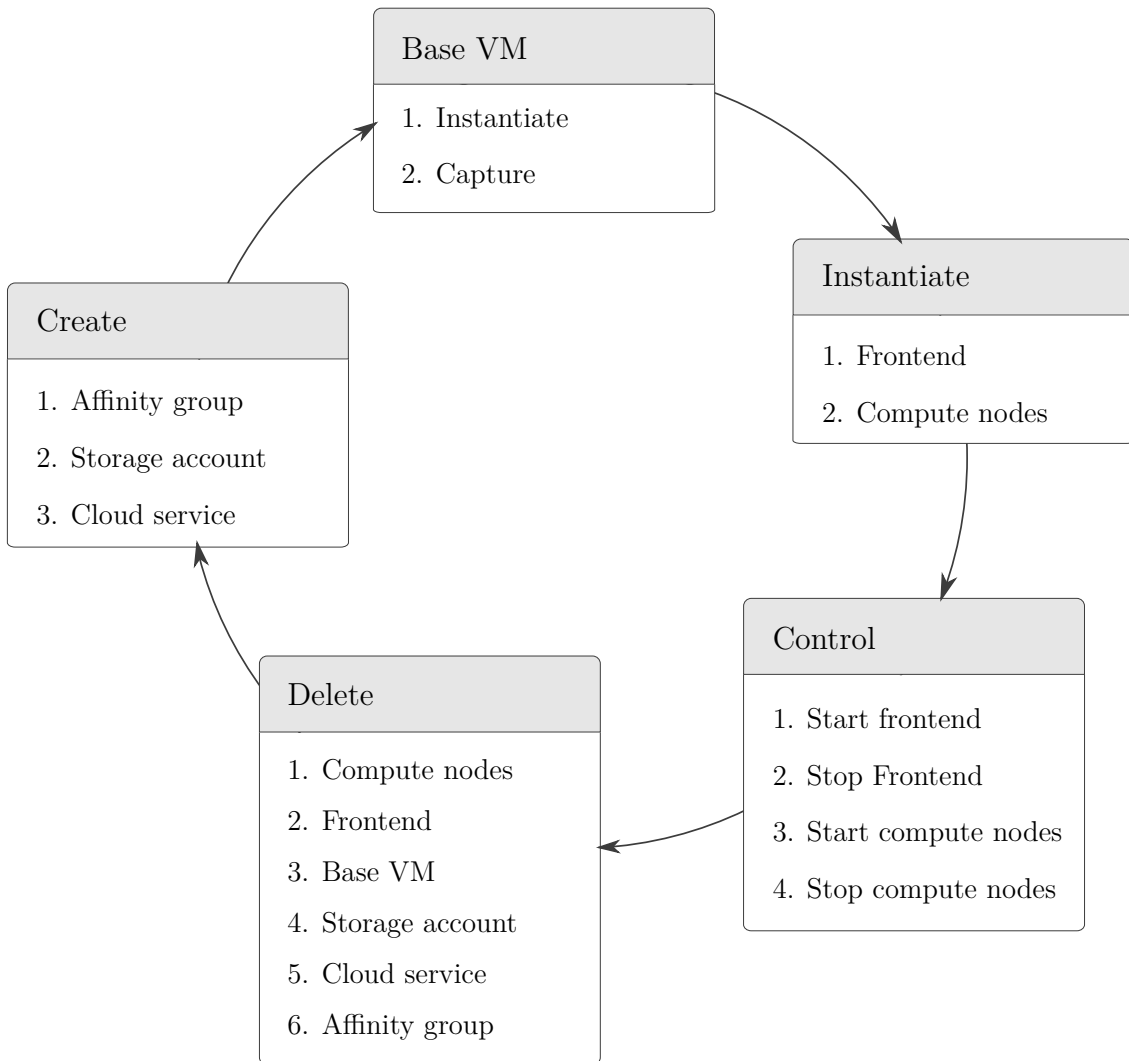 Base VM
1. Instantiate
2. Capture
Instantiate
1. Frontend
2. Compute nodes
Create
1. Affinity group
2. Storage account
3. Cloud service
Control
1. Start frontend
2. Stop Frontend
3. Start compute nodes
4. Stop compute nodes
Delete
1. Compute nodes
2. Frontend
3. Base VM
4. Storage account
5. Cloud service
6. Affinity group